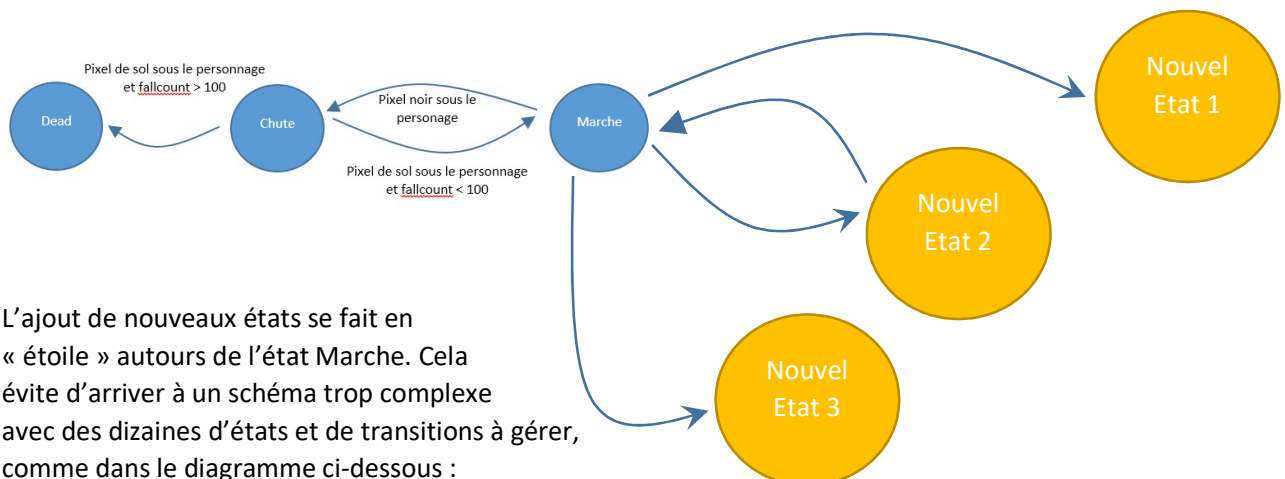 Pixel de sol sous le personnage
et fallcount > 100
Dead
Chute
Pixel noir sous le
personage
Pixel de sol sous le personnage
et fallcount < 100
Marche
Nouvel
Etat 1
Nouvel
Etat 2
Nouvel
Etat 3
L’ajout de nouveaux états se fait en
« étoile » autours de l’état Marche. Cela
évite d’arriver à un schéma trop complexe
avec des dizaines d’états et de transitions à gérer,
comme dans le diagramme ci-dessous :